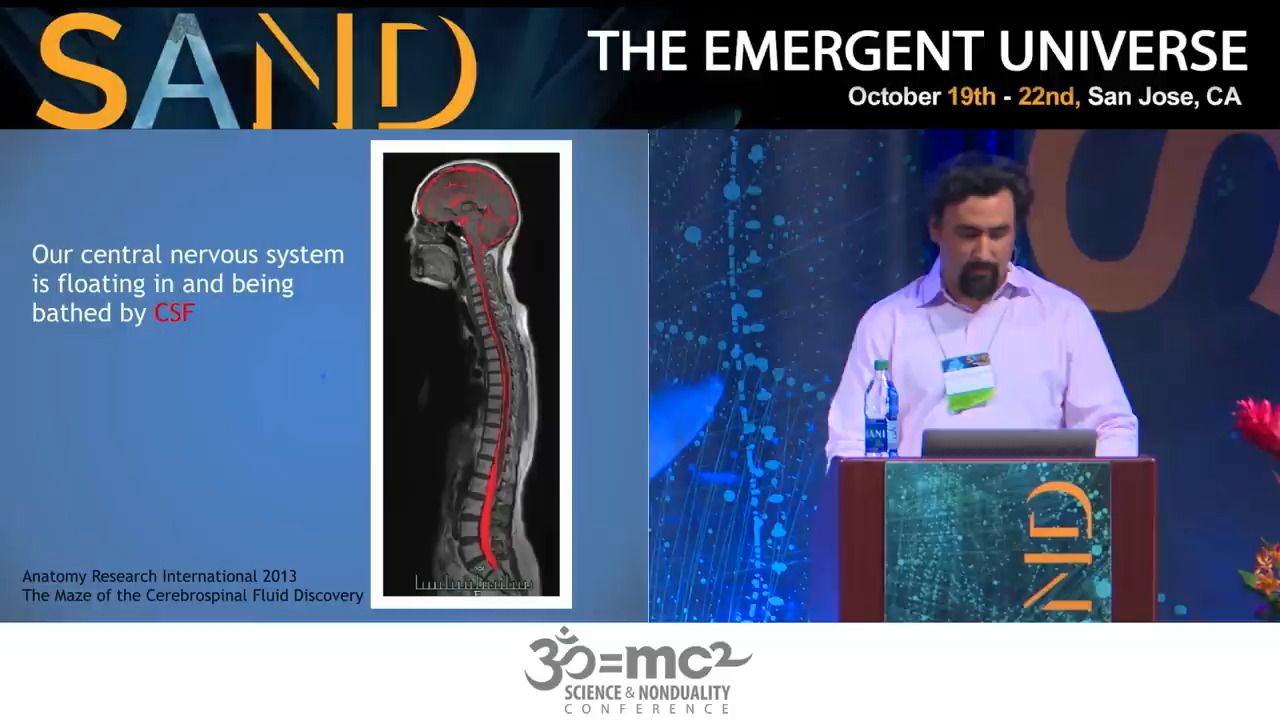 SAND
THE EMERGENT UNIVERSE
October 19th - 22nd, San Jose, CA
Our central nervous system
is floating in and being
bathed by CSF
Anatomy Research International 2013
The Maze of the Cerebrospinal Fluid Discovery
ND
ॐ=mc²
SCIENCE & NONDUALITY
CONFERENCE